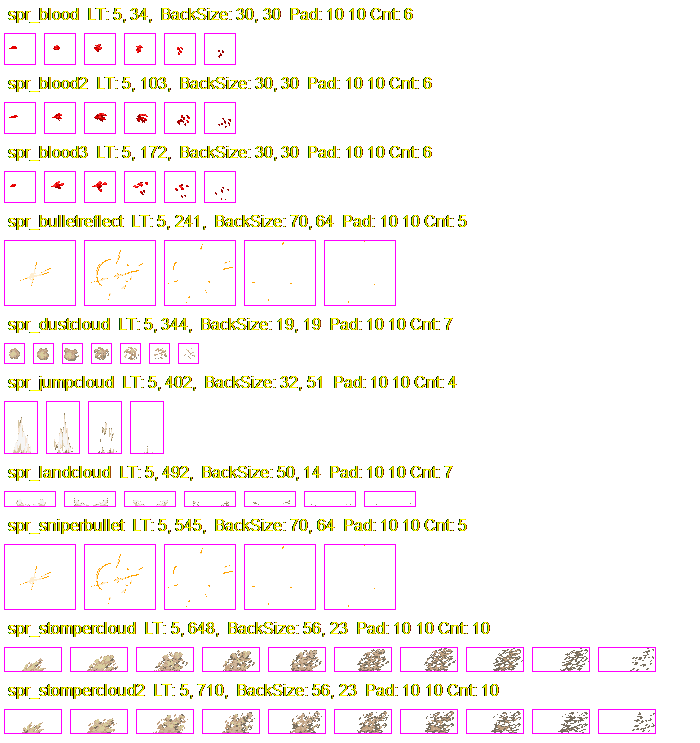 spr_blood LT: 5, 34, BackSize: 30, 30 Pad: 10 10 Cnt: 6
spr_blood2 LT: 5, 103, BackSize: 30, 30 Pad: 10 10 Cnt: 6
spr_blood3 LT: 5, 172, BackSize: 30, 30 Pad: 10 10 Cnt: 6
spr_bulletreflect LT: 5, 241, BackSize: 70, 64 Pad: 10 10 Cnt: 5
spr_dustcloud LT: 5, 344, BackSize: 19, 19 Pad: 10 10 Cnt: 7
spr_jumpcloud LT: 5, 402, BackSize: 32, 51 Pad: 10 10 Cnt: 4
spr_landcloud LT: 5, 492, BackSize: 50, 14 Pad: 10 10 Cnt: 7
spr_sniperbullet LT: 5, 545, BackSize: 70, 64 Pad: 10 10 Cnt: 5
spr_stompercloud LT: 5, 648, BackSize: 56, 23 Pad: 10 10 Cnt: 10
spr_stompercloud2 LT: 5, 710, BackSize: 56, 23 Pad: 10 10 Cnt: 10